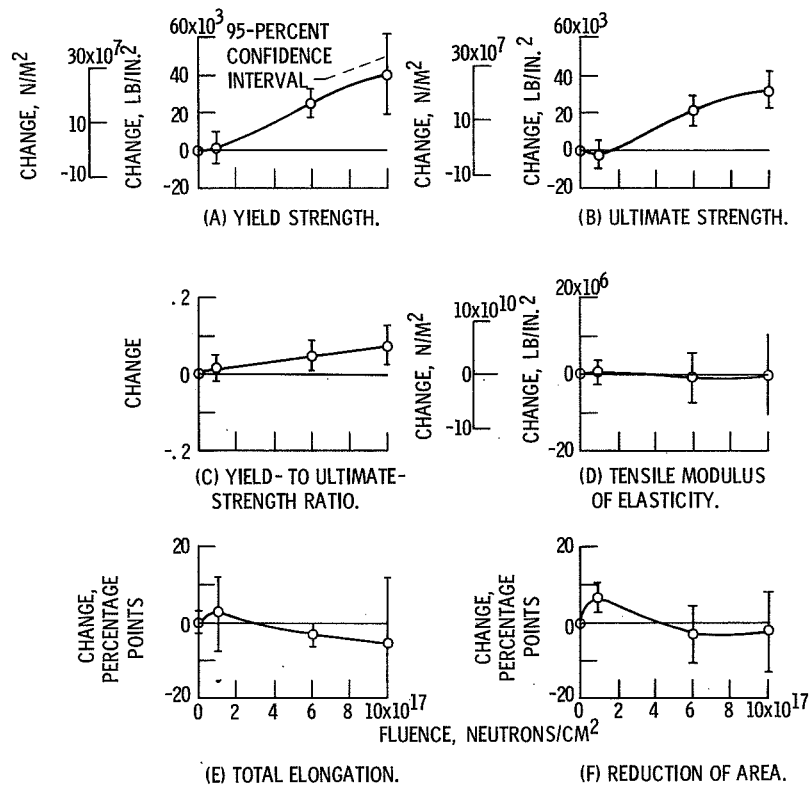 60x10³
95-PERCENT
CONFIDENCE
INTERVAL
30x10⁷
10
-10
CHANGE, N/M²
CHANGE, LB/IN.²
40
20
0
-20
(A) YIELD STRENGTH.
60x10³
30x10⁷
10
-10
CHANGE, N/M²
CHANGE, LB/IN.²
40
20
0
-20
(B) ULTIMATE STRENGTH.
.2
0
-.2
CHANGE
(C) YIELD- TO ULTIMATE-
STRENGTH RATIO.
20x10⁶
10x10¹⁰
0
-10
CHANGE, N/M²
CHANGE, LB/IN.²
0
-20
(D) TENSILE MODULUS
OF ELASTICITY.
20
0
-20
CHANGE,
PERCENTAGE
POINTS
0 2 4 6 8 10x10¹⁷
(E) TOTAL ELONGATION.
20
0
-20
CHANGE,
PERCENTAGE
POINTS
0 2 4 6 8 10x10¹⁷
FLUENCE, NEUTRONS/CM²
(F) REDUCTION OF AREA.